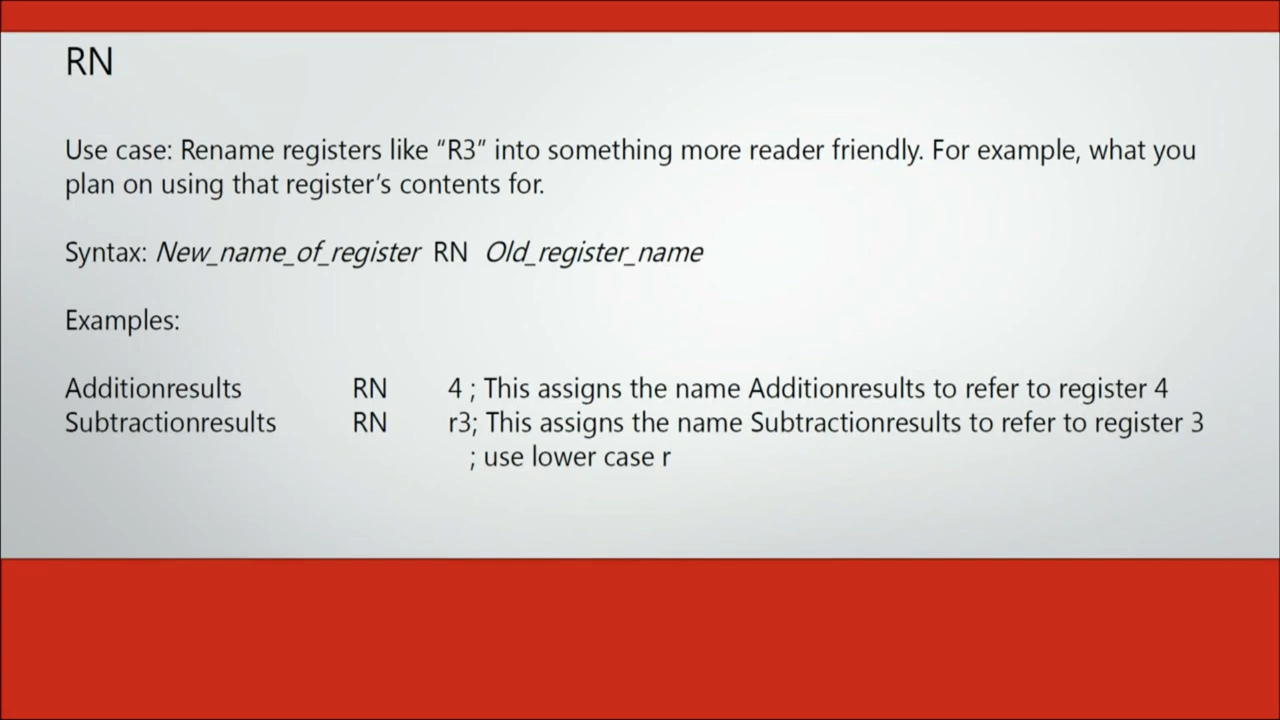 RN
Use case: Rename registers like “R3” into something more reader friendly. For example, what you
plan on using that register’s contents for.
Syntax: New_name_of_register RN Old_register_name
Examples:
Additionresults RN 4 ; This assigns the name Additionresults to refer to register 4
Subtractionresults RN r3; This assigns the name Subtractionresults to refer to register 3
; use lower case r